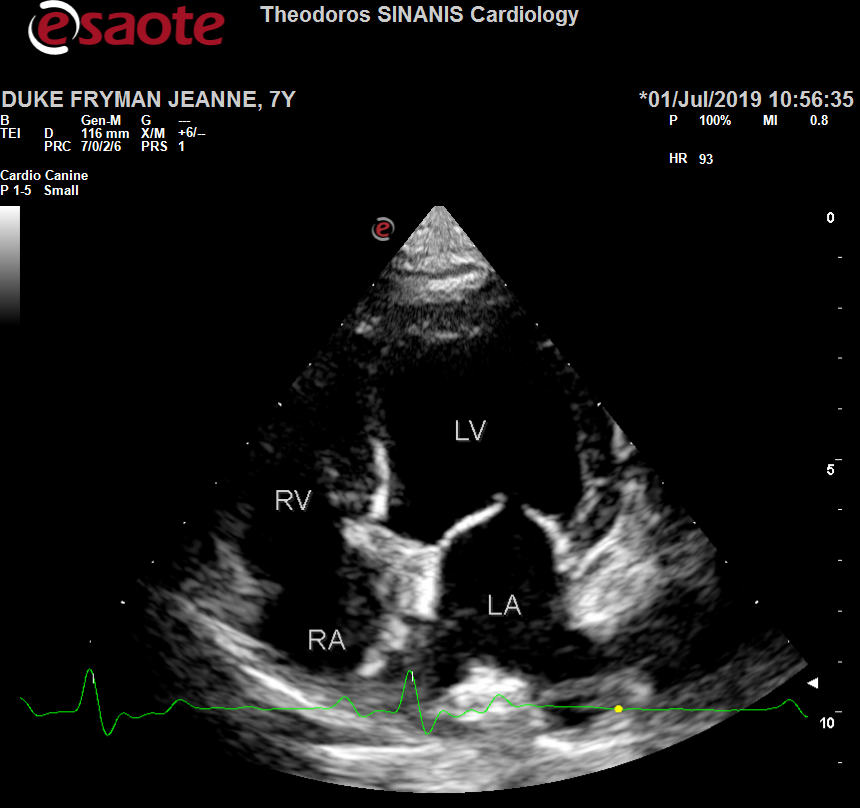 esaote
Theodoros SINANIS Cardiology
DUKE FRYMAN JEANNE, 7Y *01/Jul/2019 10:56:35
B Gen-M G --- P 100% MI 0.8
TEI D 116 mm X/M +6/--
PRC 7/0/2/6 PRS 1
HR 93
Cardio Canine
P 1-5 Small
e
0
LV
5
RV
LA
RA
10